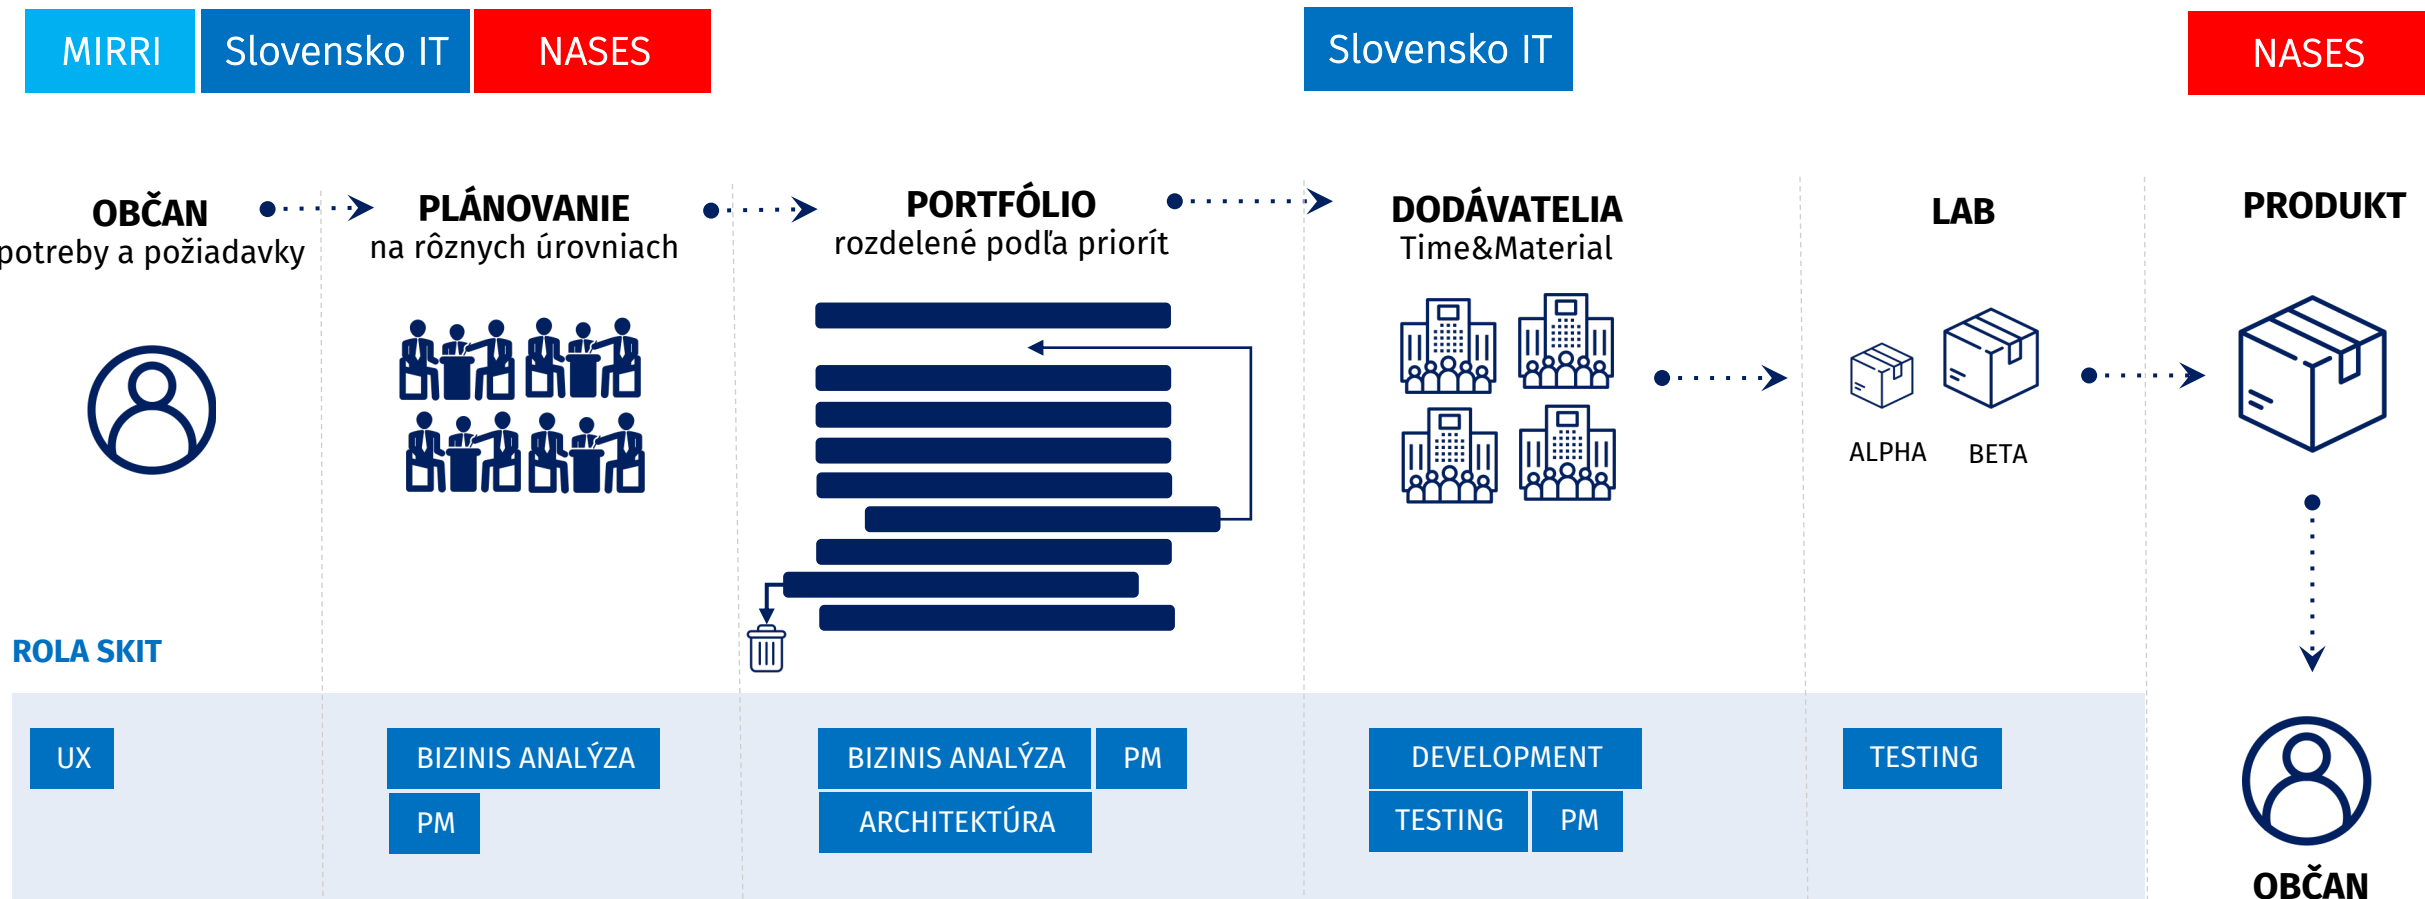 MIRRI
Slovensko IT
NASES
Slovensko IT
NASES
OBČAN
potreby a požiadavky
PLÁNOVANIE
na rôznych úrovniach
PORTFÓLIO
rozdelené podľa priorít
DODÁVATELIA
Time&Material
LAB
PRODUKT
ALPHA
BETA
ROLA SKIT
UX
BIZINIS ANALÝZA
PM
BIZINIS ANALÝZA
PM
ARCHITEKTÚRA
DEVELOPMENT
TESTING
PM
TESTING
OBČAN